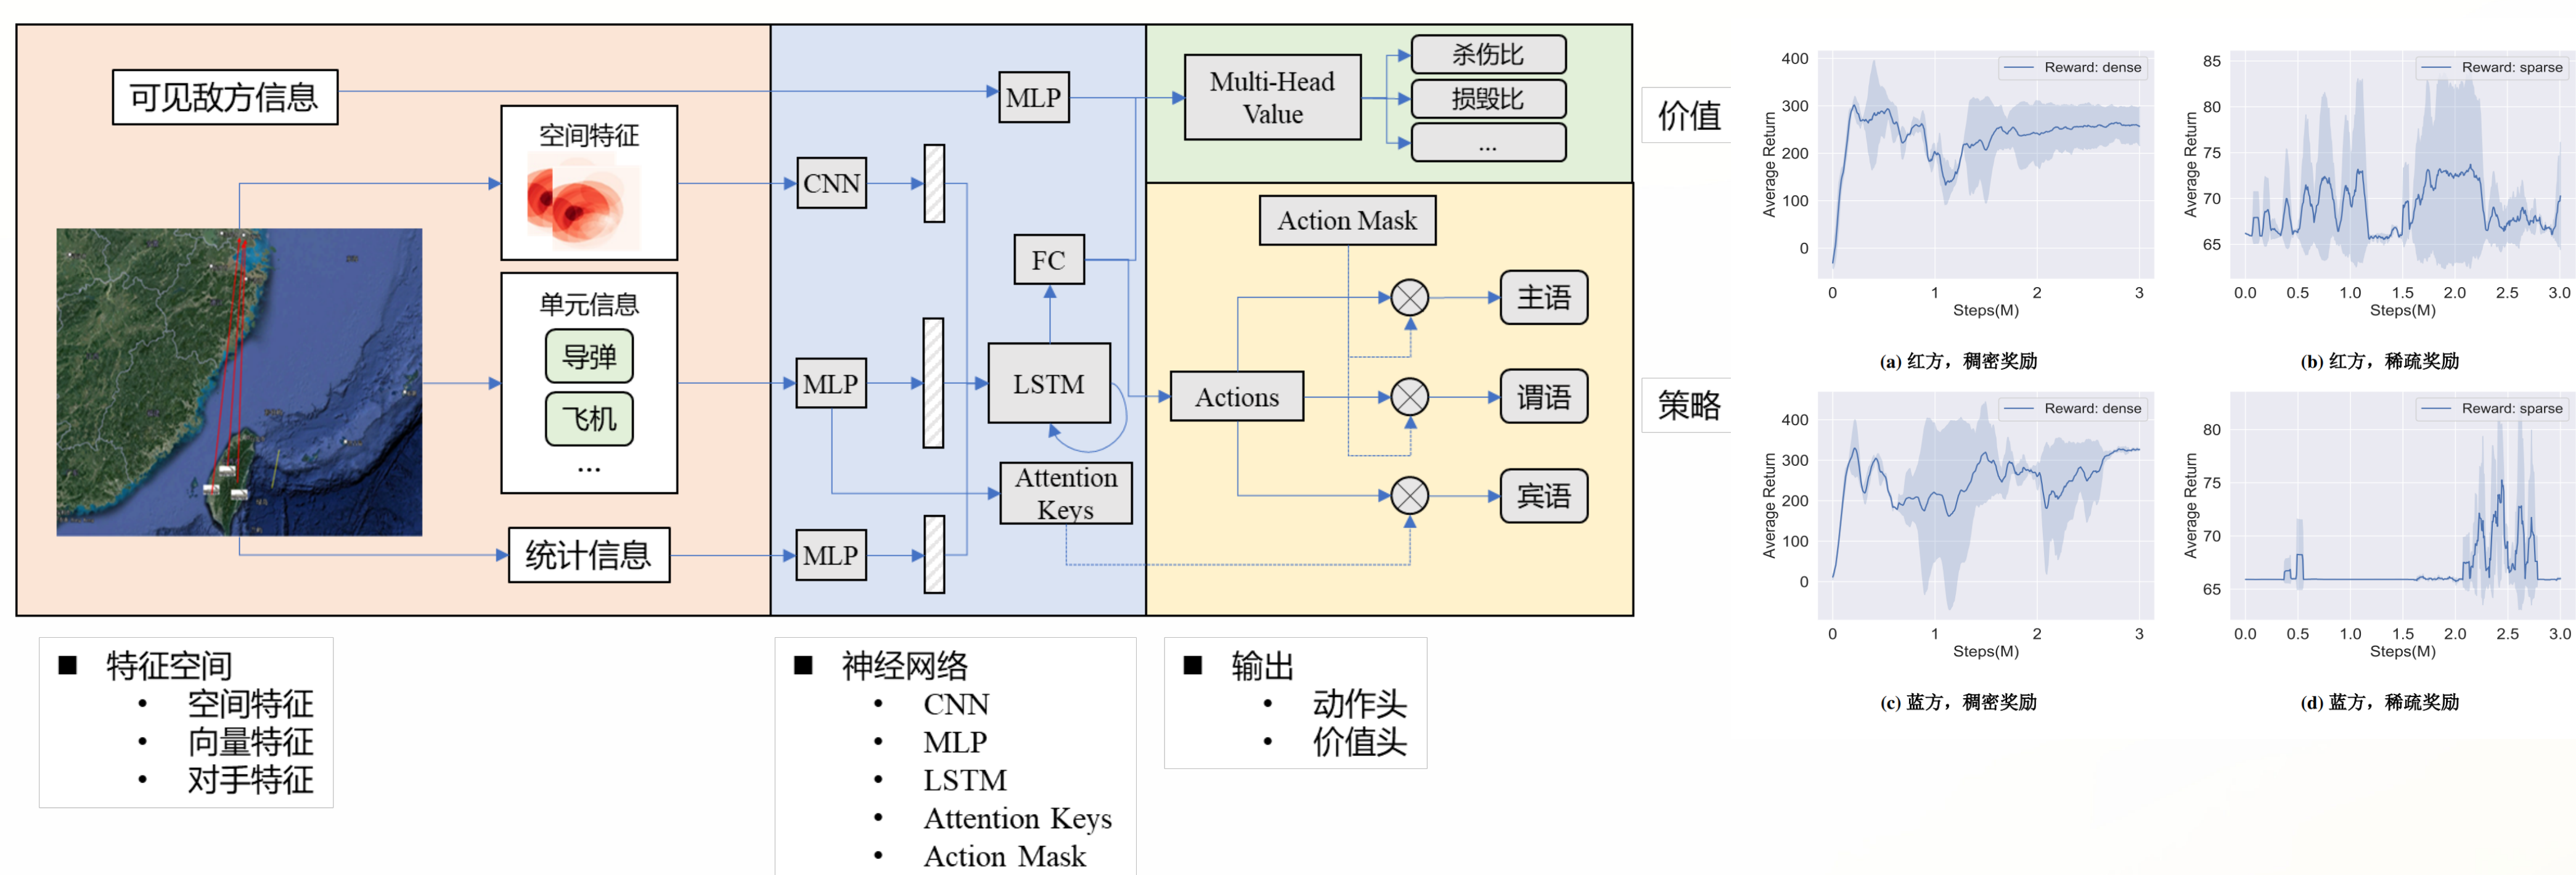 可见敌方信息
空间特征
单元信息
导弹
飞机
...
统计信息
MLP
CNN
MLP
MLP
FC
LSTM
Attention
Keys
Multi-Head
Value
杀伤比
损毁比
...
Action Mask
Actions
主语
谓语
宾语
价值
策略
■ 特征空间
• 空间特征
• 向量特征
• 对手特征
■ 神经网络
• CNN
• MLP
• LSTM
• Attention Keys
• Action Mask
■ 输出
• 动作头
• 价值头
Reward: dense
Average Return
400
300
200
100
0
0 1 2 3
Steps(M)
(a) 红方，稠密奖励
Reward: sparse
Average Return
85
80
75
70
65
0.0 0.5 1.0 1.5 2.0 2.5 3.0
Steps(M)
(b) 红方，稀疏奖励
Reward: dense
Average Return
400
300
200
100
0
0 1 2 3
Steps(M)
(c) 蓝方，稠密奖励
Reward: sparse
Average Return
80
75
70
65
0.0 0.5 1.0 1.5 2.0 2.5 3.0
Steps(M)
(d) 蓝方，稀疏奖励